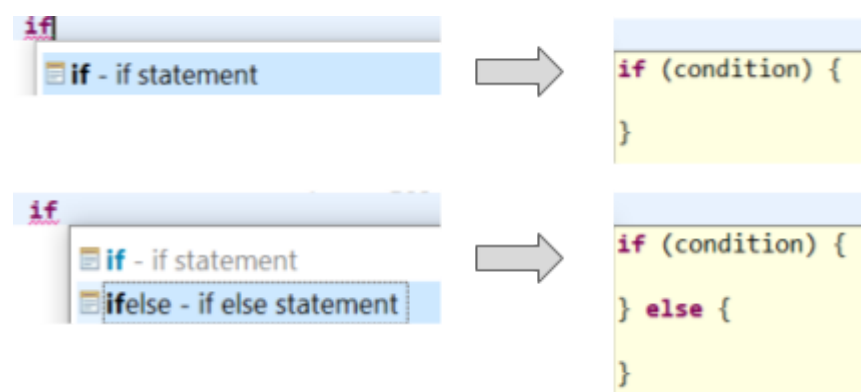 if
if - if statement
if (condition) {
}
if
if - if statement
ifelse - if else statement
if (condition) {
} else {
}